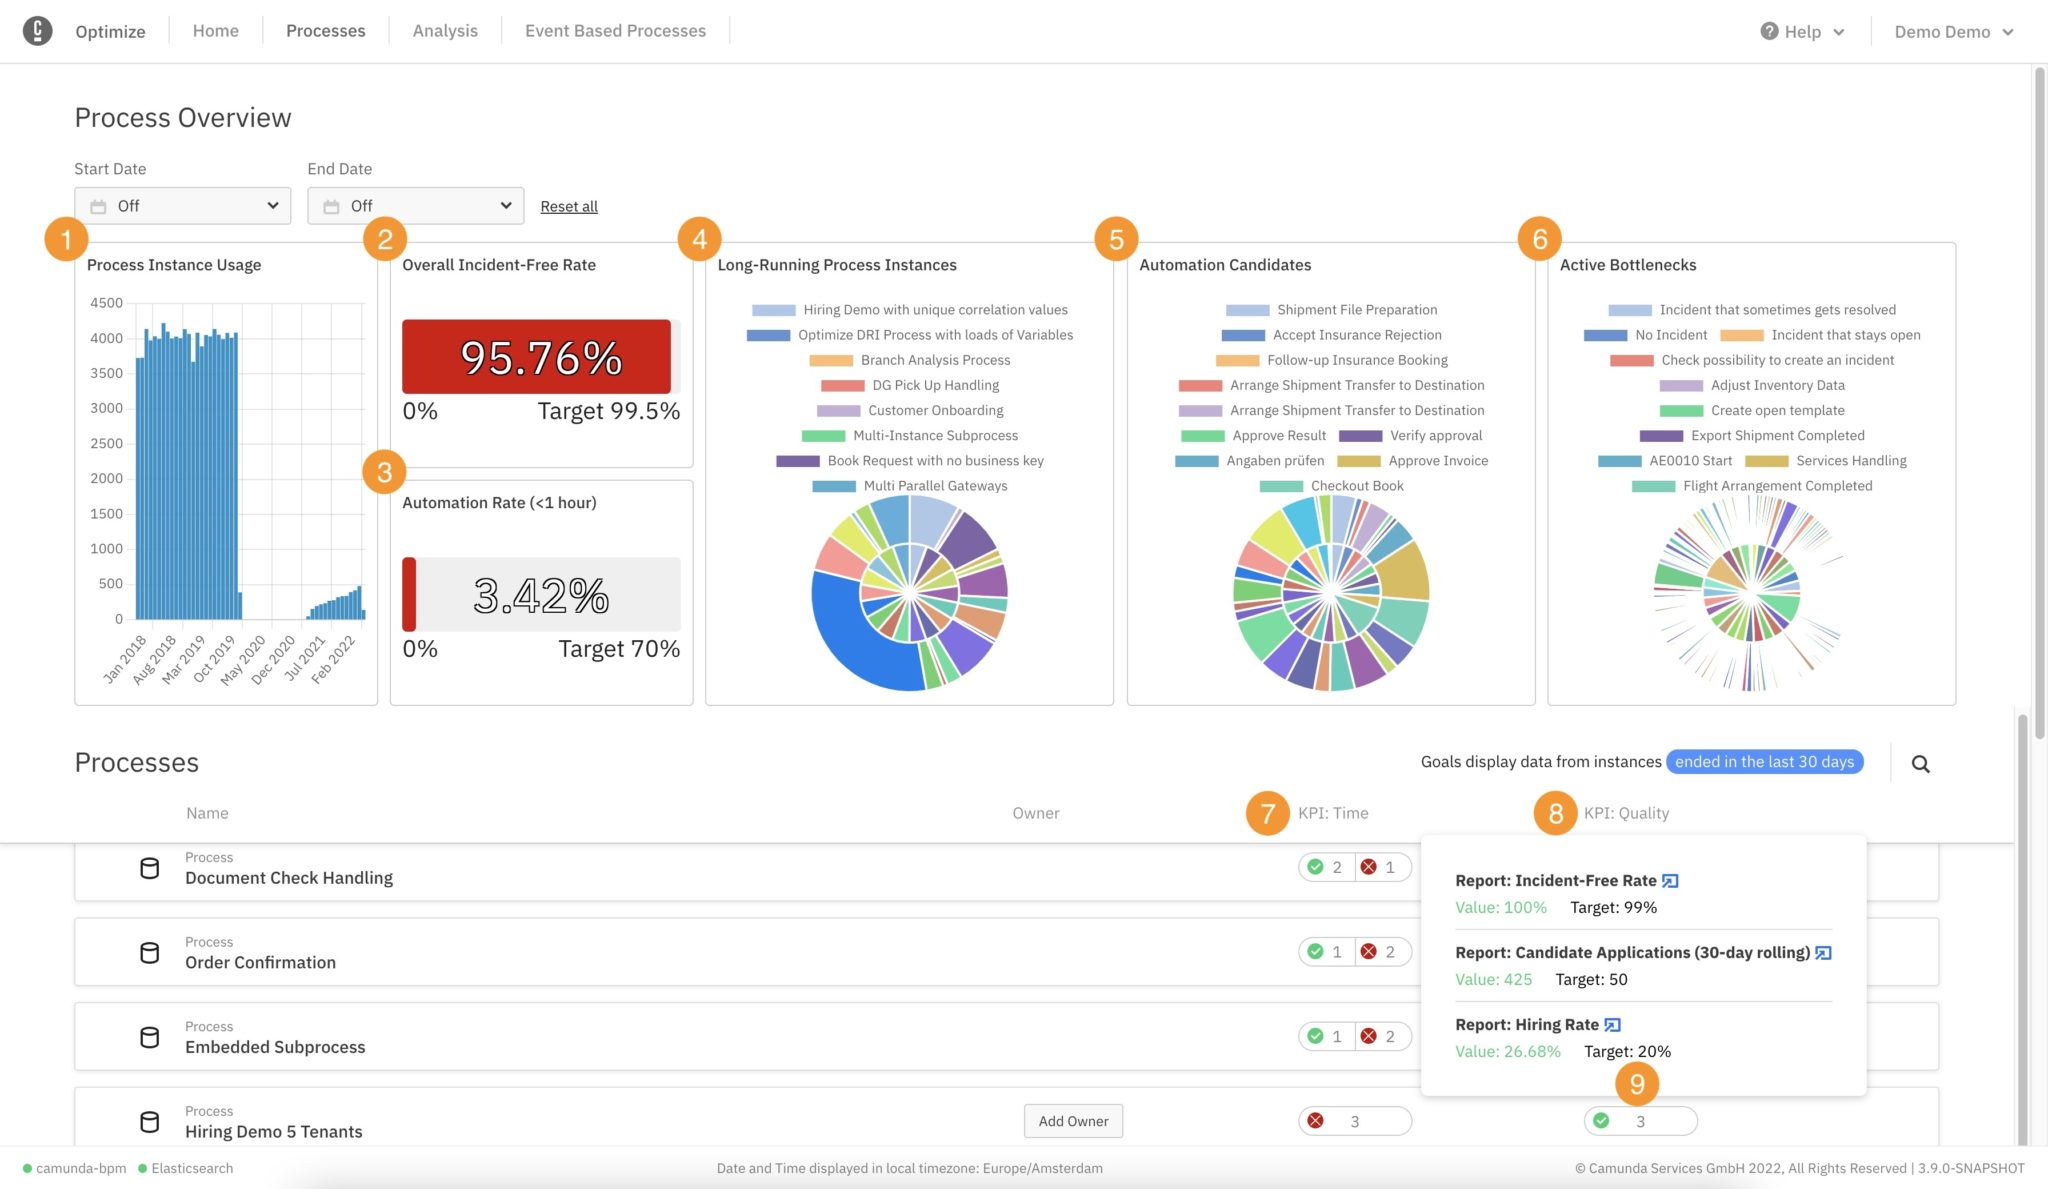 Optimize Home Processes Analysis Event Based Processes Help Demo Demo
Process Overview
Start Date End Date
Off Off Reset all
1 2 4 5 6
Process Instance Usage
4500
4000
3500
3000
2500
2000
1500
1000
500
0
Jan 2018 Aug 2018 Mar 2019 Oct 2019 May 2020 Dec 2020 Jul 2021 Feb 2022
Overall Incident-Free Rate
95.76%
0% Target 99.5%
3
Automation Rate (<1 hour)
3.42%
0% Target 70%
Long-Running Process Instances
Hiring Demo with unique correlation values
Optimize DRI Process with loads of Variables
Branch Analysis Process
DG Pick Up Handling
Customer Onboarding
Multi-Instance Subprocess
Book Request with no business key
Multi Parallel Gateways
Automation Candidates
Shipment File Preparation
Accept Insurance Rejection
Follow-up Insurance Booking
Arrange Shipment Transfer to Destination
Arrange Shipment Transfer to Destination
Approve Result Verify approval
Angaben prüfen Approve Invoice
Checkout Book
Active Bottlenecks
Incident that sometimes gets resolved
No Incident Incident that stays open
Check possibility to create an incident
Adjust Inventory Data
Create open template
Export Shipment Completed
AE0010 Start Services Handling
Flight Arrangement Completed
Processes Goals display data from instances ended in the last 30 days
Name Owner 7 KPI: Time 8 KPI: Quality
Process
Document Check Handling 2 1
Process
Order Confirmation 1 2
Process
Embedded Subprocess 1 2
Report: Incident-Free Rate
Value: 100% Target: 99%
Report: Candidate Applications (30-day rolling)
Value: 425 Target: 50
Report: Hiring Rate
Value: 26.68% Target: 20%
9
Process
Hiring Demo 5 Tenants Add Owner 3 3
camunda-bpm Elasticsearch Date and Time displayed in local timezone: Europe/Amsterdam © Camunda Services GmbH 2022, All Rights Reserved | 3.9.0-SNAPSHOT